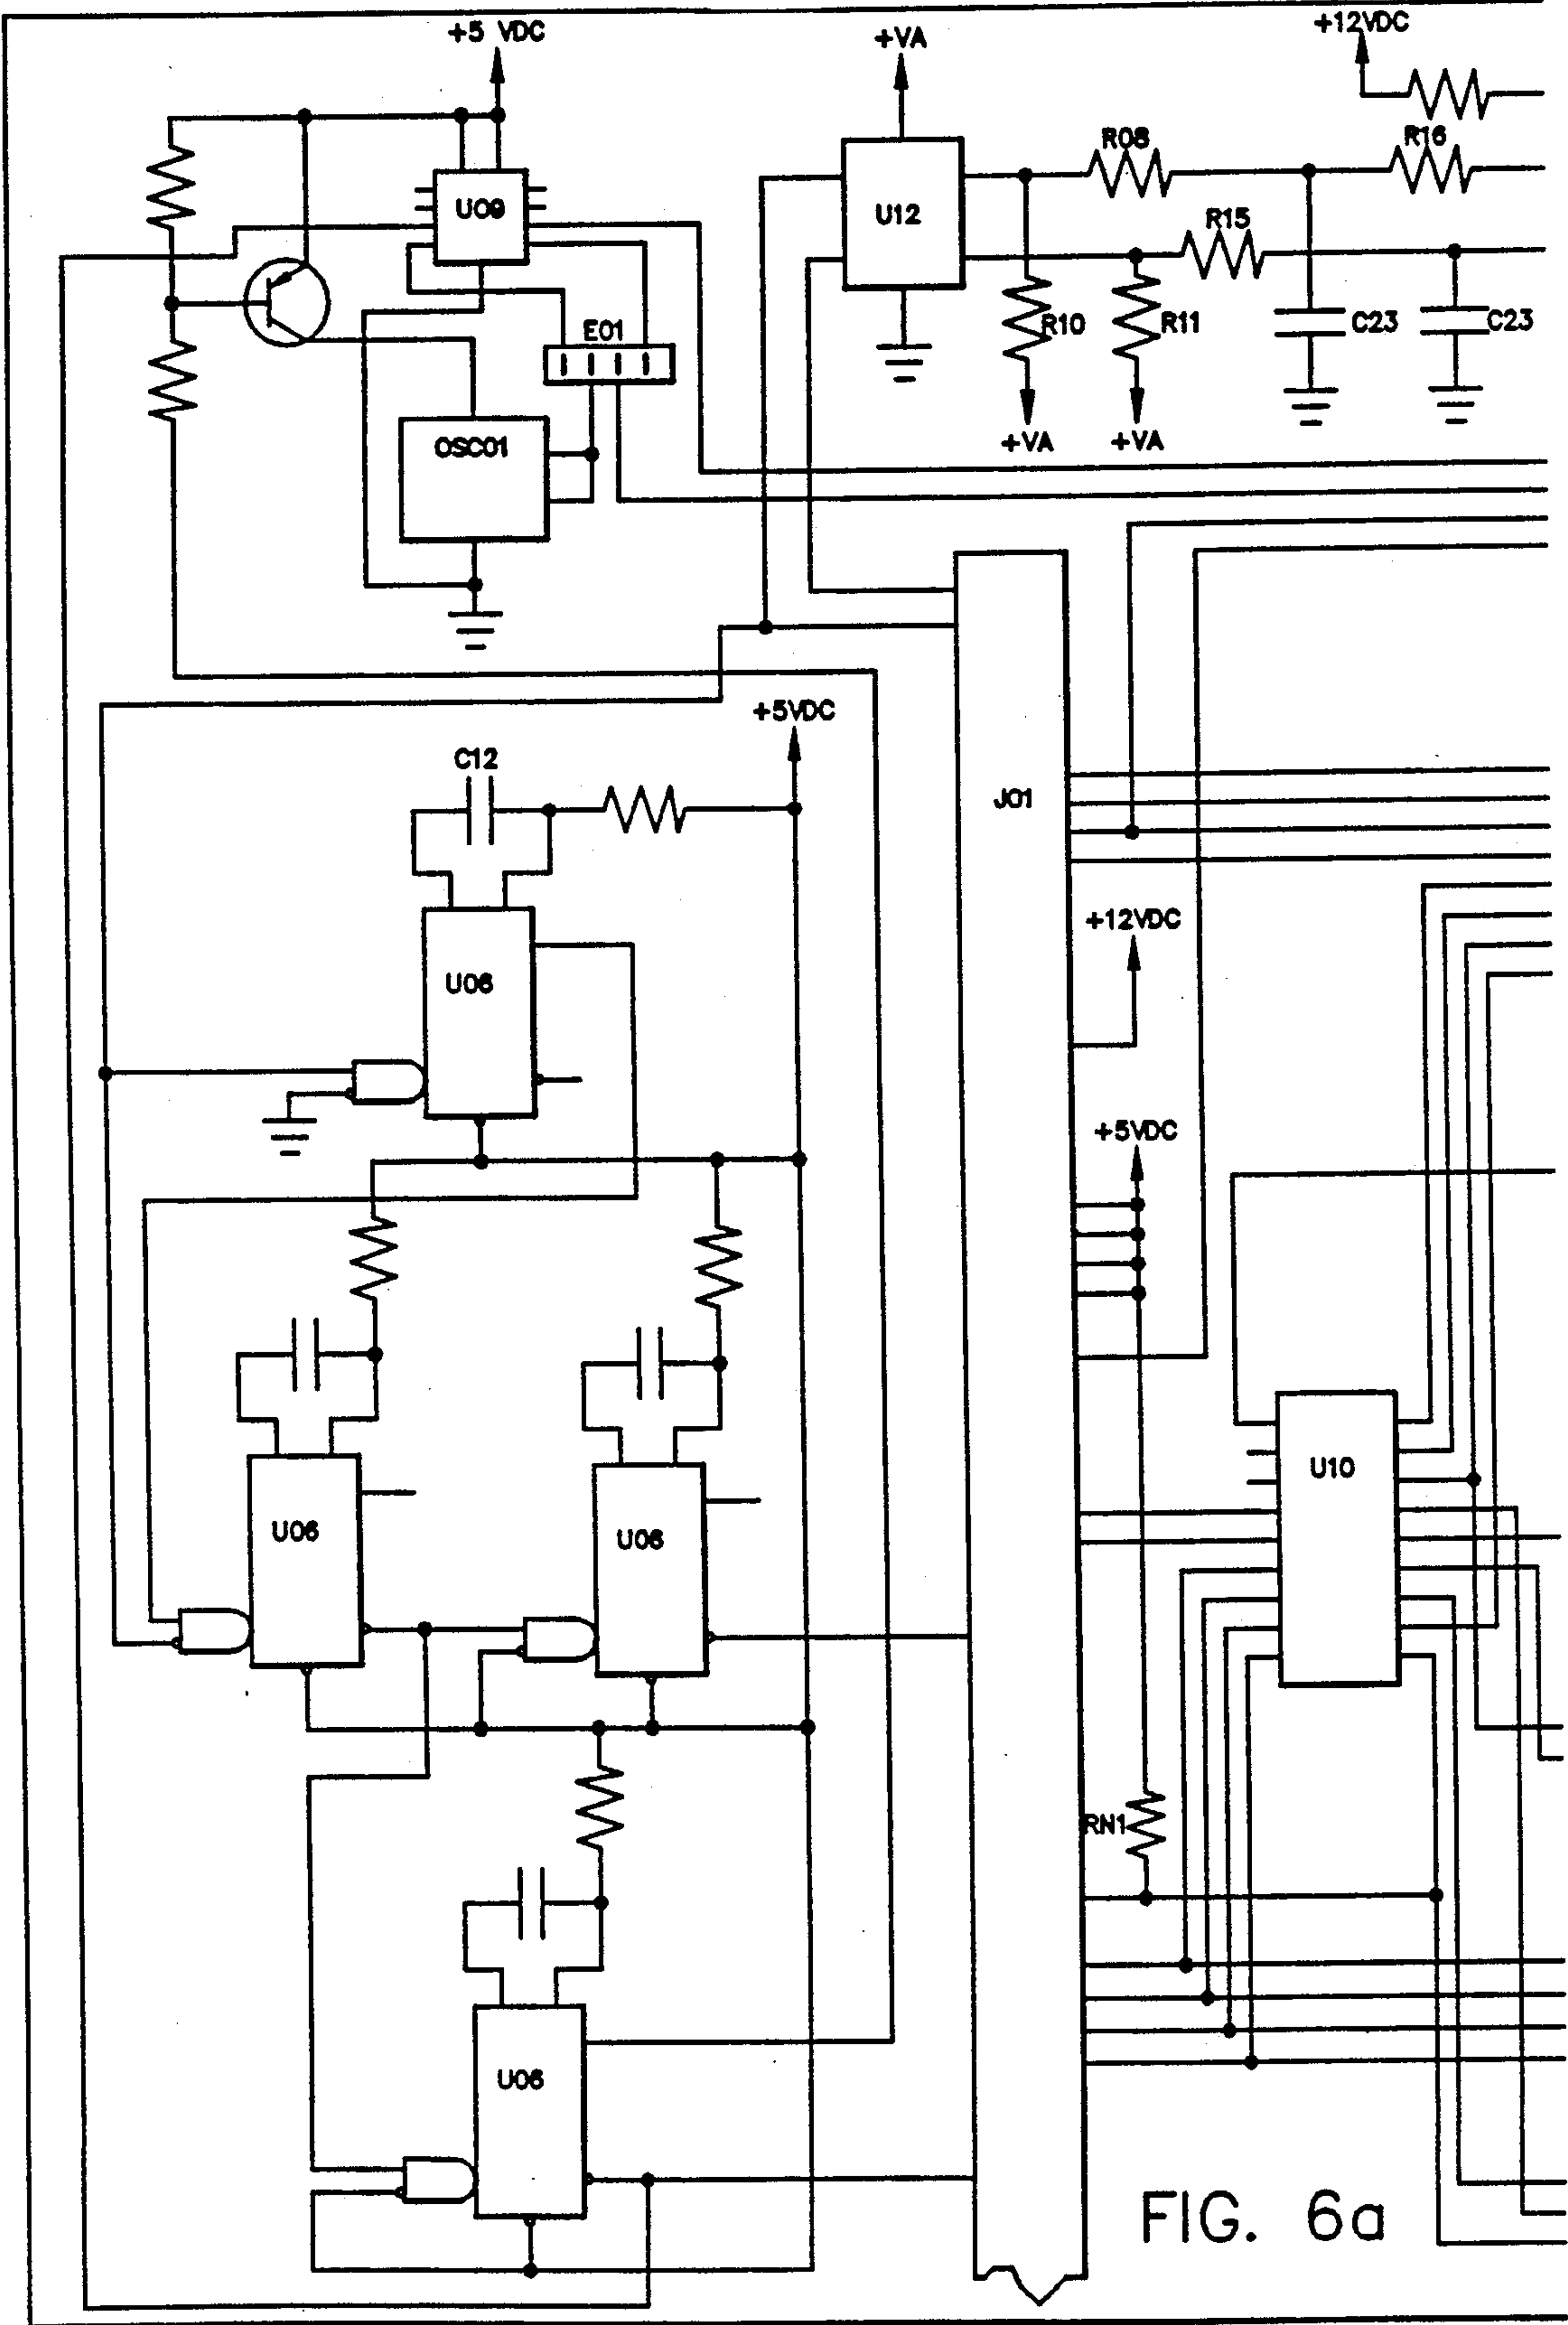 +5 VDC
+VA
+12VDC
R08
R16
U09
U12
R15
R10
R11
C23
C23
E01
+VA
+VA
OSC01
+5VDC
C12
J01
+12VDC
U06
+5VDC
U10
U06
U06
RN1
U06
FIG. 6a